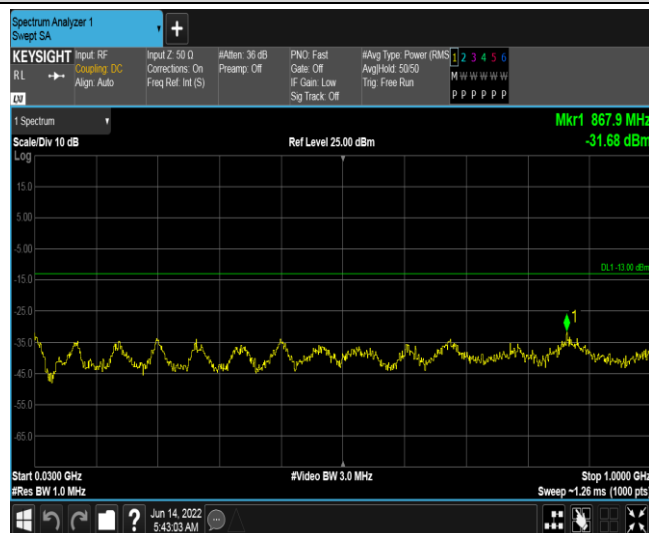 Spectrum Analyzer 1
Swept SA
KEYSIGHT
RL
Input: RF
Coupling: DC
Align: Auto
Input Z: 50 Ω
Corrections: On
Freq Ref: Int (S)
#Atten: 36 dB
Preamp: Off
PNO: Fast
Gate: Off
IF Gain: Low
Sig Track: Off
#Avg Type: Power (RMS
Avg|Hold: 50/50
Trig: Free Run
1 2 3 4 5 6
M W W W W W
P P P P P P
LXI
1 Spectrum
Mkr1 867.9 MHz
Scale/Div 10 dB
Ref Level 25.00 dBm
-31.68 dBm
Log
15.0
5.00
-5.00
DL1 -13.00 dBm
-15.0
-25.0
1
-35.0
-45.0
-55.0
-65.0
Start 0.0300 GHz
#Video BW 3.0 MHz
Stop 1.0000 GHz
#Res BW 1.0 MHz
Sweep ~1.26 ms (1000 pts)
?
Jun 14, 2022
5:43:03 AM